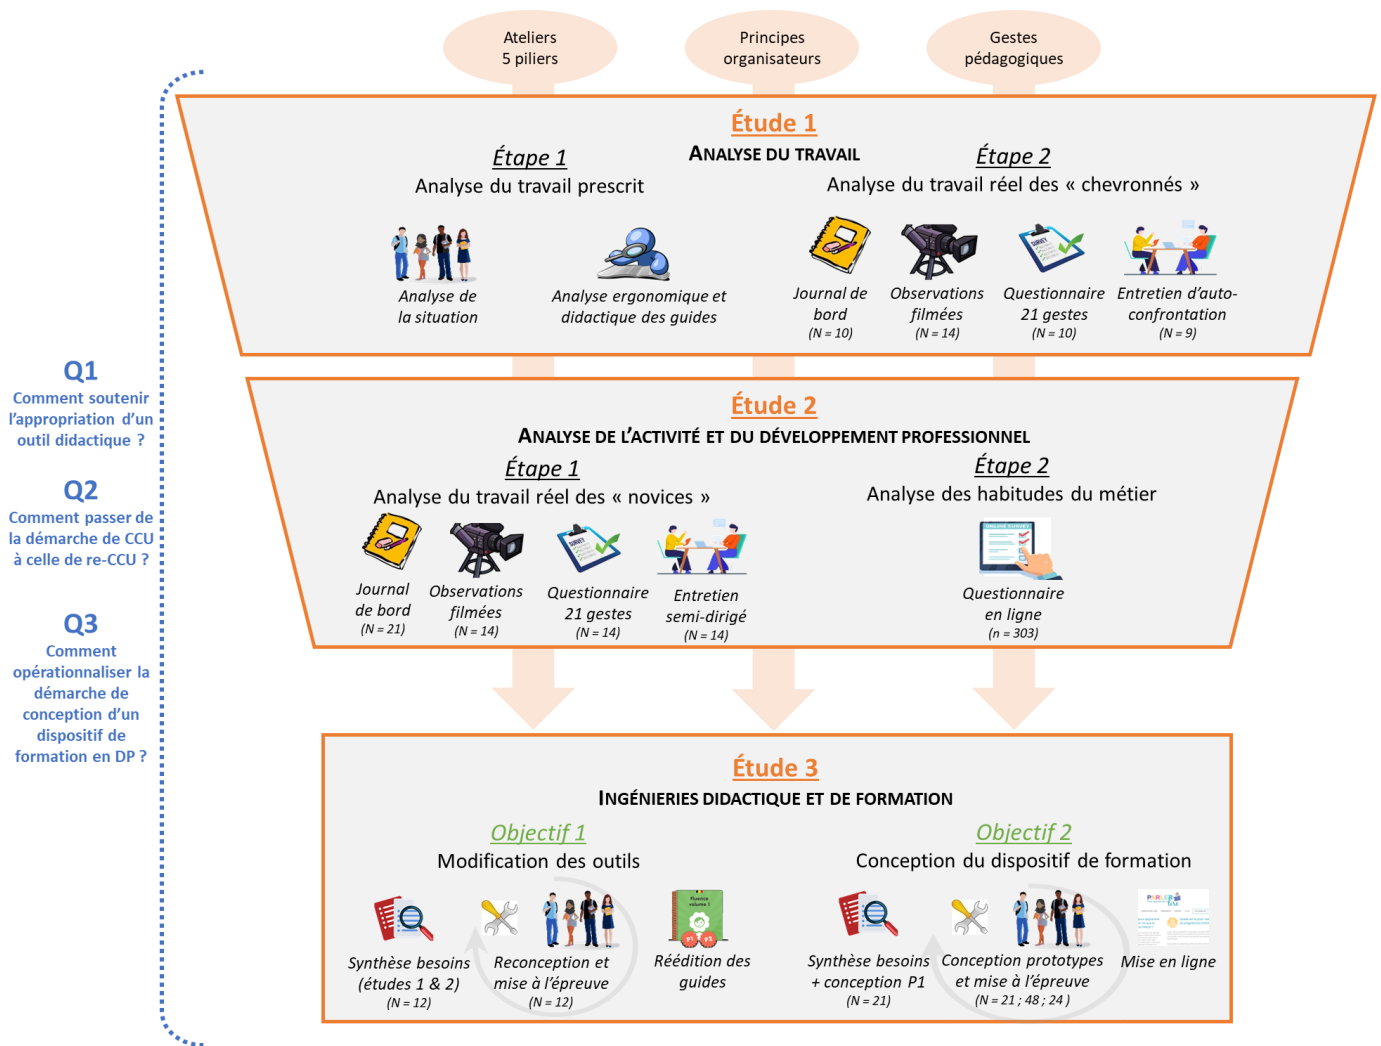 Ateliers
5 piliers
Principes
organisateurs
Gestes
pédagogiques
Étude 1
ANALYSE DU TRAVAIL
Étape 1
Analyse du travail prescrit
Étape 2
Analyse du travail réel des « chevronnés »
SURVEY
Analyse de
la situation
Analyse ergonomique et
didactique des guides
Journal de
bord
(N = 10)
Observations
filmées
(N = 14)
Questionnaire
21 gestes
(N = 10)
Entretien d’auto-
confrontation
(N = 9)
Q1
Comment soutenir
l’appropriation d’un
outil didactique ?
Q2
Comment passer de
la démarche de CCU
à celle de re-CCU ?
Q3
Comment
opérationnaliser la
démarche de
conception d’un
dispositif de
formation en DP ?
Étude 2
ANALYSE DE L’ACTIVITÉ ET DU DÉVELOPPEMENT PROFESSIONNEL
Étape 1
Analyse du travail réel des « novices »
Étape 2
Analyse des habitudes du métier
SURVEY
ONLINE SURVEY
Journal
de bord
(N = 21)
Observations
filmées
(N = 14)
Questionnaire
21 gestes
(N = 14)
Entretien
semi-dirigé
(N = 14)
Questionnaire
en ligne
(n = 303)
Étude 3
INGÉNIERIES DIDACTIQUE ET DE FORMATION
Objectif 1
Modification des outils
Objectif 2
Conception du dispositif de formation
Fluence
volume 1
P1
P2
Synthèse besoins
(études 1 & 2)
(N = 12)
Reconception et
mise à l’épreuve
(N = 12)
Réédition des
guides
Synthèse besoins
+ conception P1
(N = 21)
Conception prototypes
et mise à l’épreuve
(N = 21 ; 48 ; 24 )
Mise en ligne